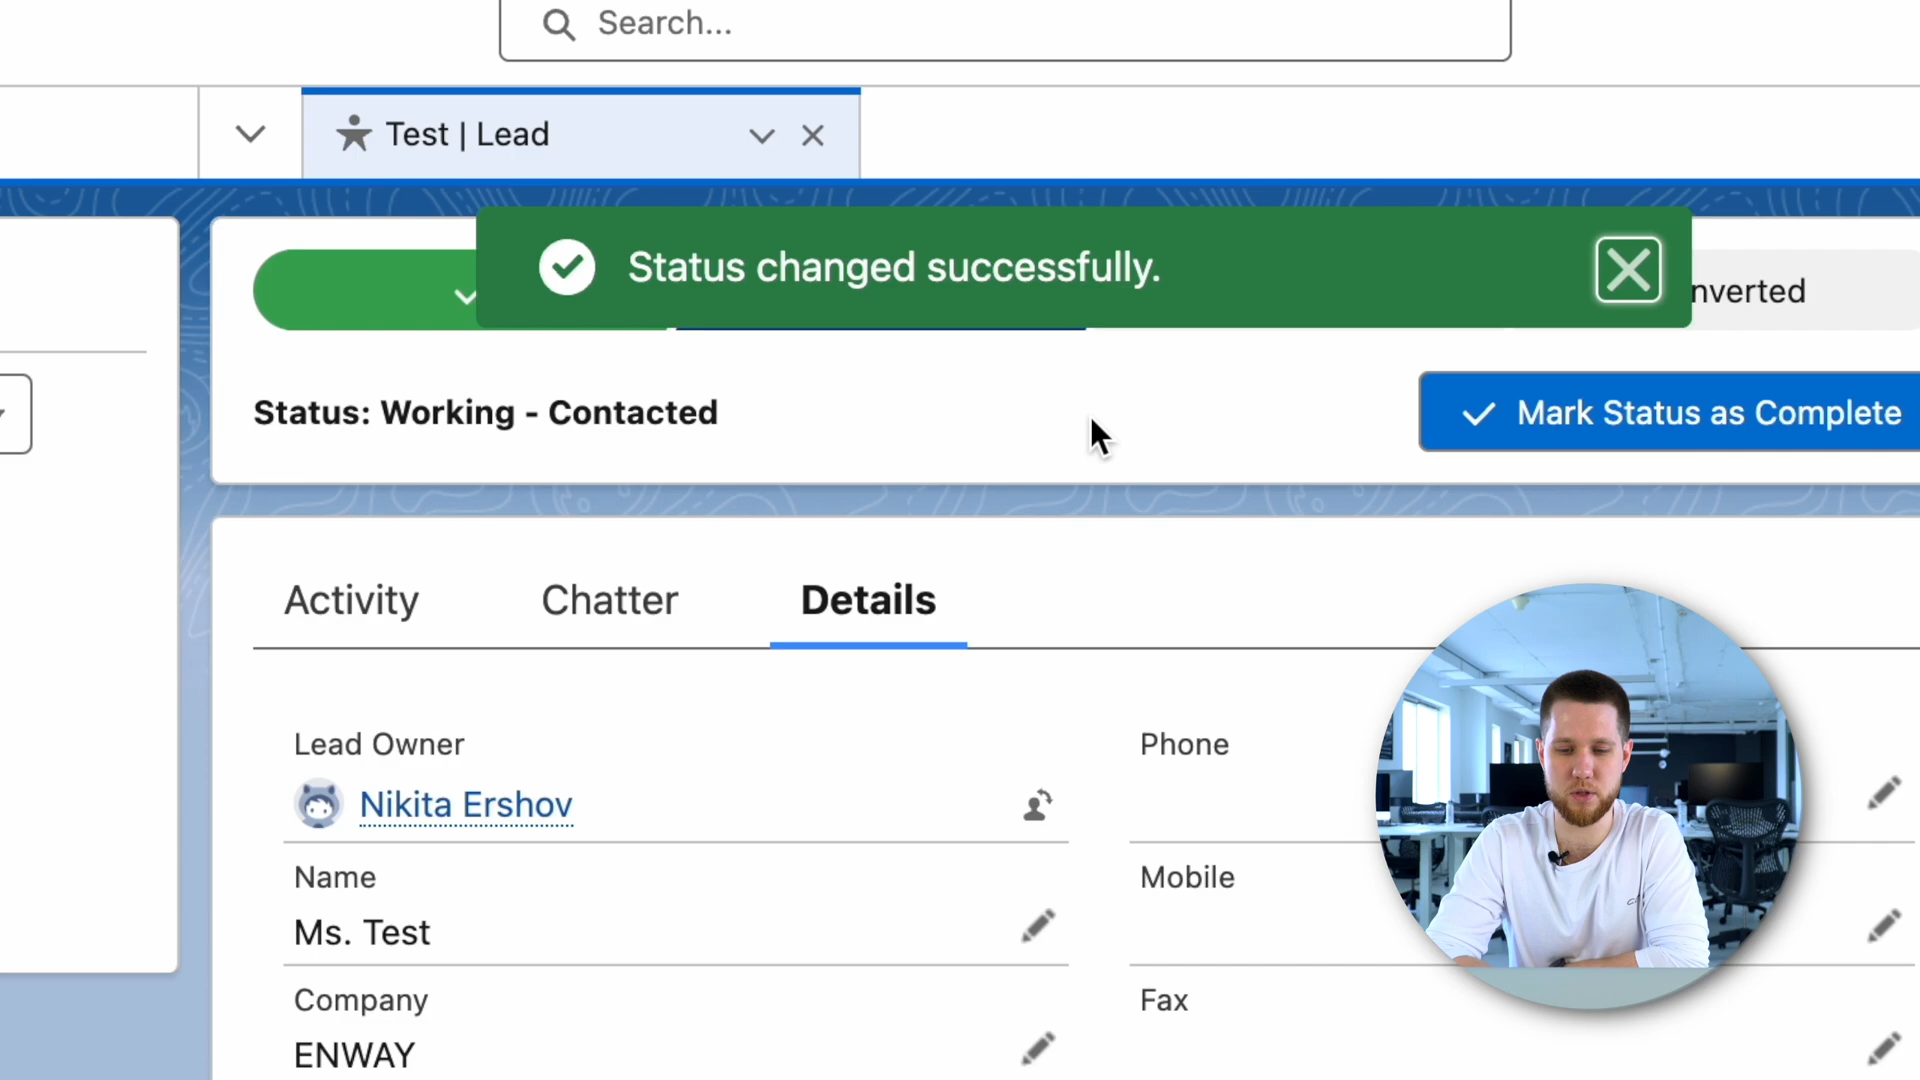 Search...
Test | Lead
Status changed successfully.
nverted
Status: Working - Contacted
Mark Status as Complete
Activity
Chatter
Details
Lead Owner
Nikita Ershov
Phone
Name
Ms. Test
Mobile
Company
ENWAY
Fax